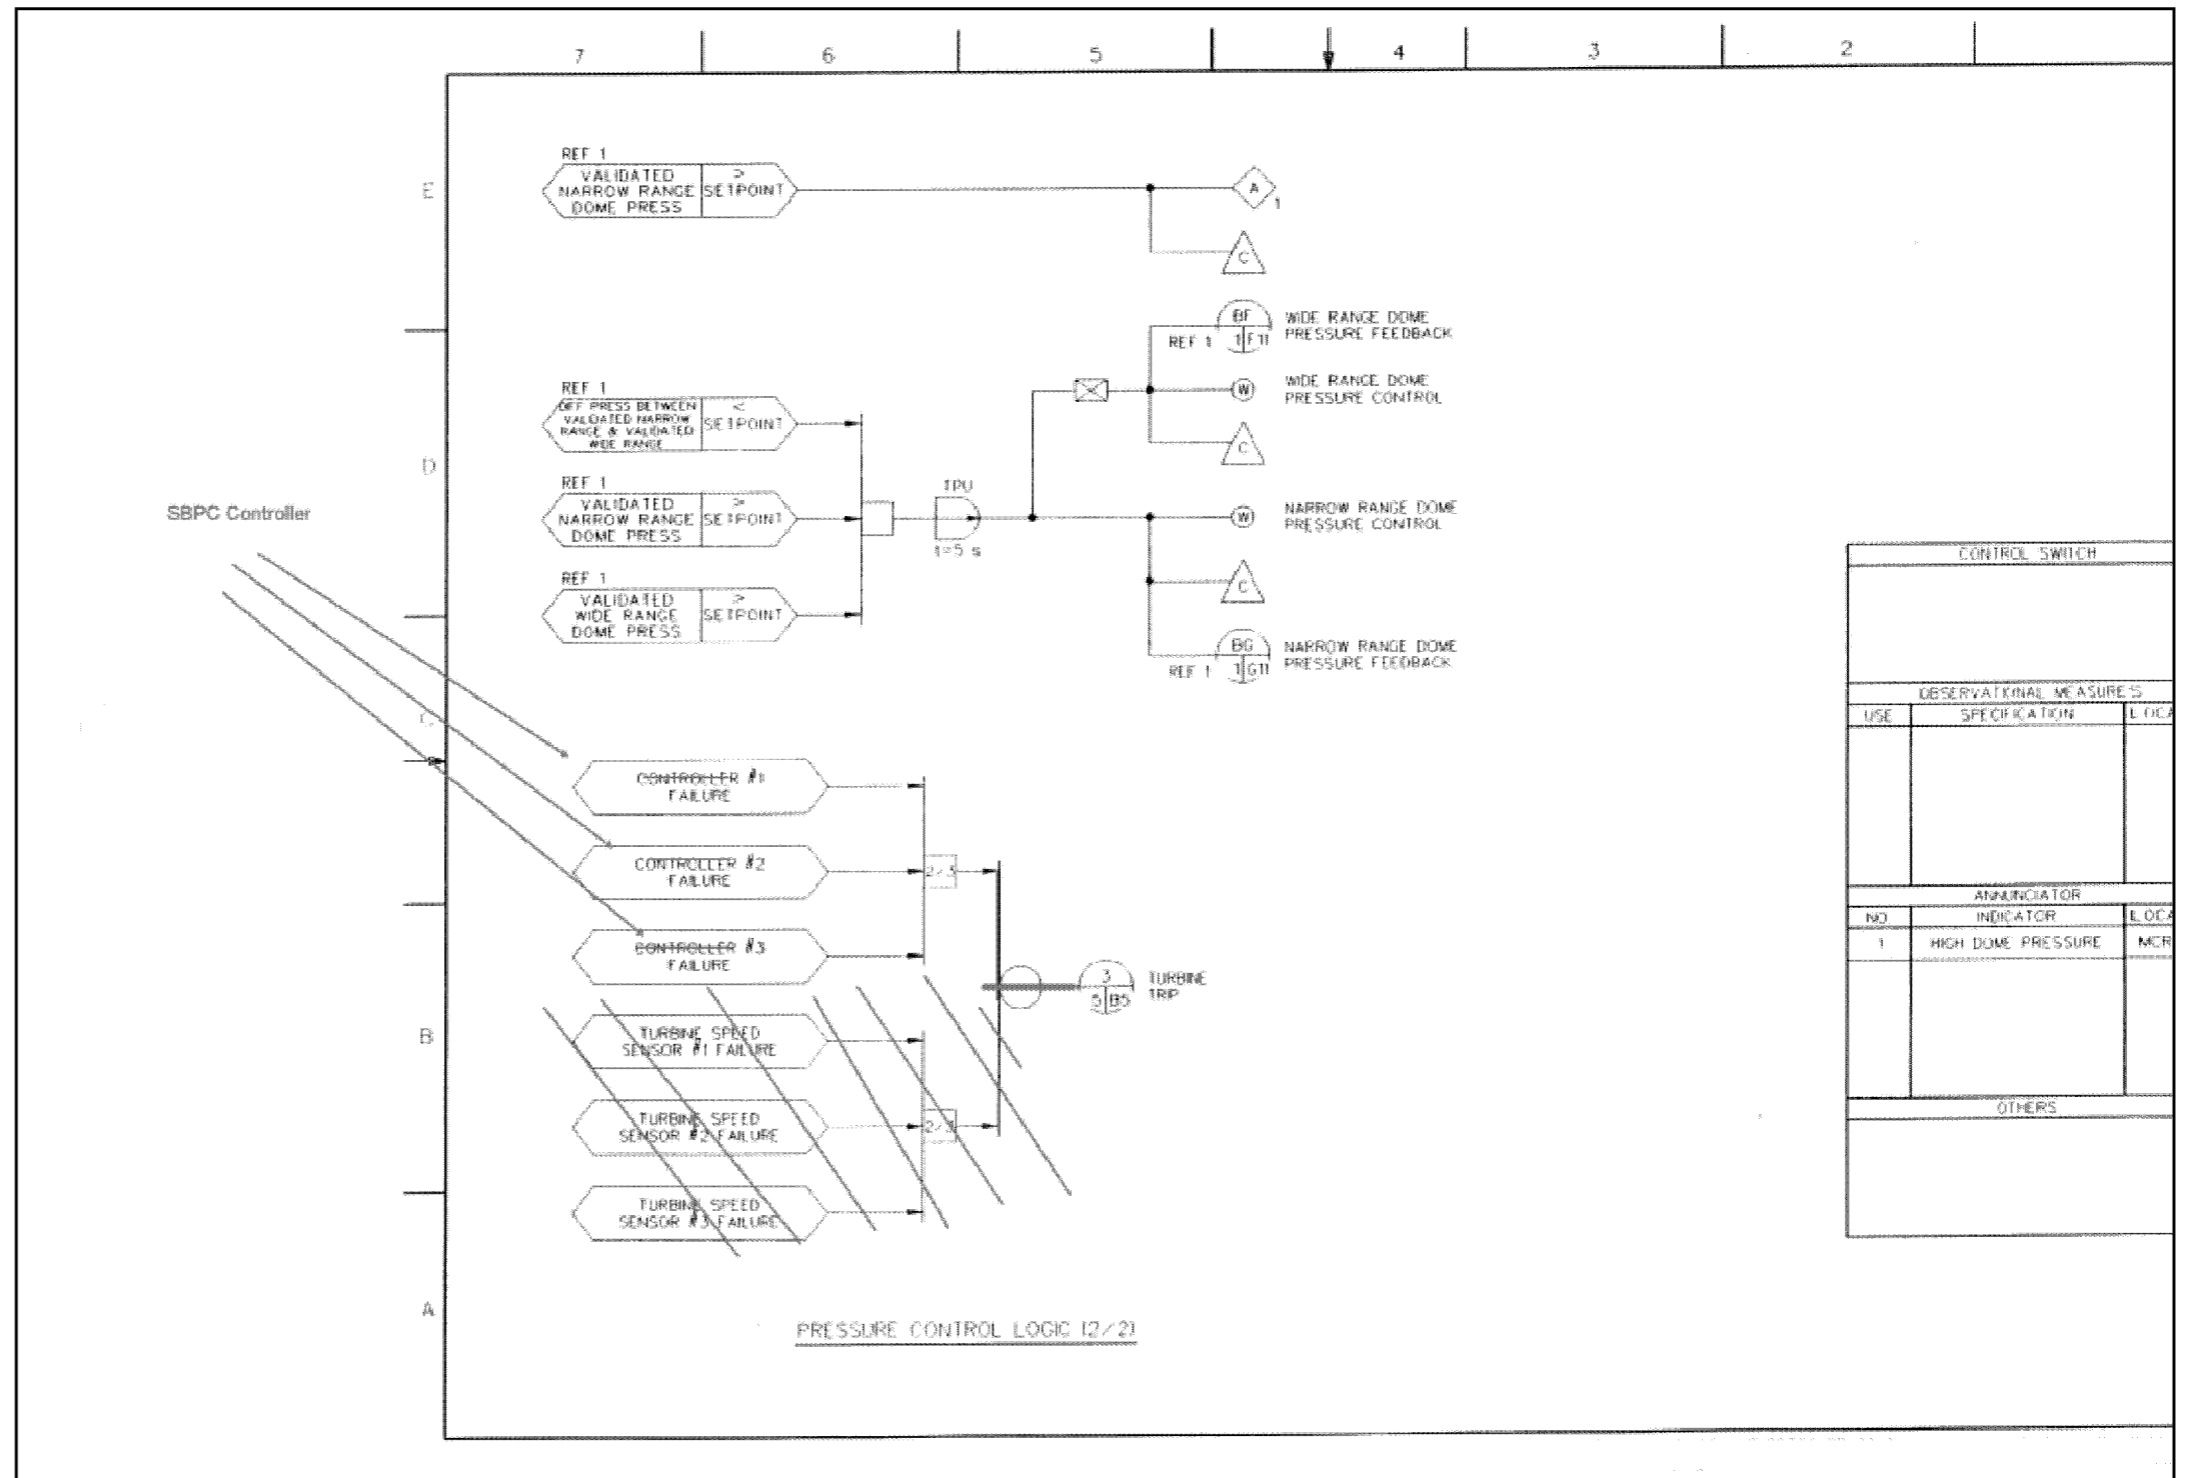 7 6 5 4 3 2
REF 1
VALIDATED
NARROW RANGE
DOME PRESS
>
SETPOINT
A
1
C
E
BF
1 F11
REF 1
WIDE RANGE DOME
PRESSURE FEEDBACK
W
WIDE RANGE DOME
PRESSURE CONTROL
C
REF 1
DIFF PRESS BETWEEN
VALIDATED NARROW
RANGE & VALIDATED
WIDE RANGE
<
SETPOINT
D
REF 1
VALIDATED
NARROW RANGE
DOME PRESS
>
SETPOINT
TPU
t=5 s
W
NARROW RANGE DOME
PRESSURE CONTROL
SBPC Controller
REF 1
VALIDATED
WIDE RANGE
DOME PRESS
>
SETPOINT
C
BG
1 G11
REF 1
NARROW RANGE DOME
PRESSURE FEEDBACK
C
CONTROLLER #1
FAILURE
CONTROLLER #2
FAILURE
2/3
CONTROLLER #3
FAILURE
3
5 B5
TURBINE
TRIP
B
TURBINE SPEED
SENSOR #1 FAILURE
TURBINE SPEED
SENSOR #2 FAILURE
2/3
TURBINE SPEED
SENSOR #3 FAILURE
A
PRESSURE CONTROL LOGIC (2/2)
CONTROL SWITCH
OBSERVATIONAL MEASURES
USE SPECIFICATION LOCA
ANNUNCIATOR
NO INDICATOR LOCA
1 HIGH DOME PRESSURE MCR
OTHERS